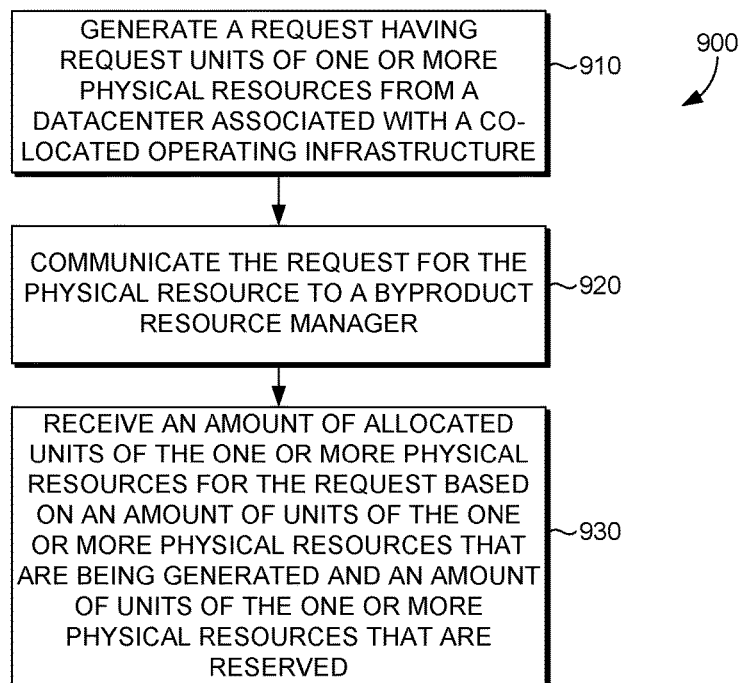 GENERATE A REQUEST HAVING
REQUEST UNITS OF ONE OR MORE
PHYSICAL RESOURCES FROM A
DATACENTER ASSOCIATED WITH A CO-
LOCATED OPERATING INFRASTRUCTURE
910
900
COMMUNICATE THE REQUEST FOR THE
PHYSICAL RESOURCE TO A BYPRODUCT
RESOURCE MANAGER
920
RECEIVE AN AMOUNT OF ALLOCATED
UNITS OF THE ONE OR MORE PHYSICAL
RESOURCES FOR THE REQUEST BASED
ON AN AMOUNT OF UNITS OF THE ONE
OR MORE PHYSICAL RESOURCES THAT
ARE BEING GENERATED AND AN AMOUNT
OF UNITS OF THE ONE OR MORE
PHYSICAL RESOURCES THAT ARE
RESERVED
930